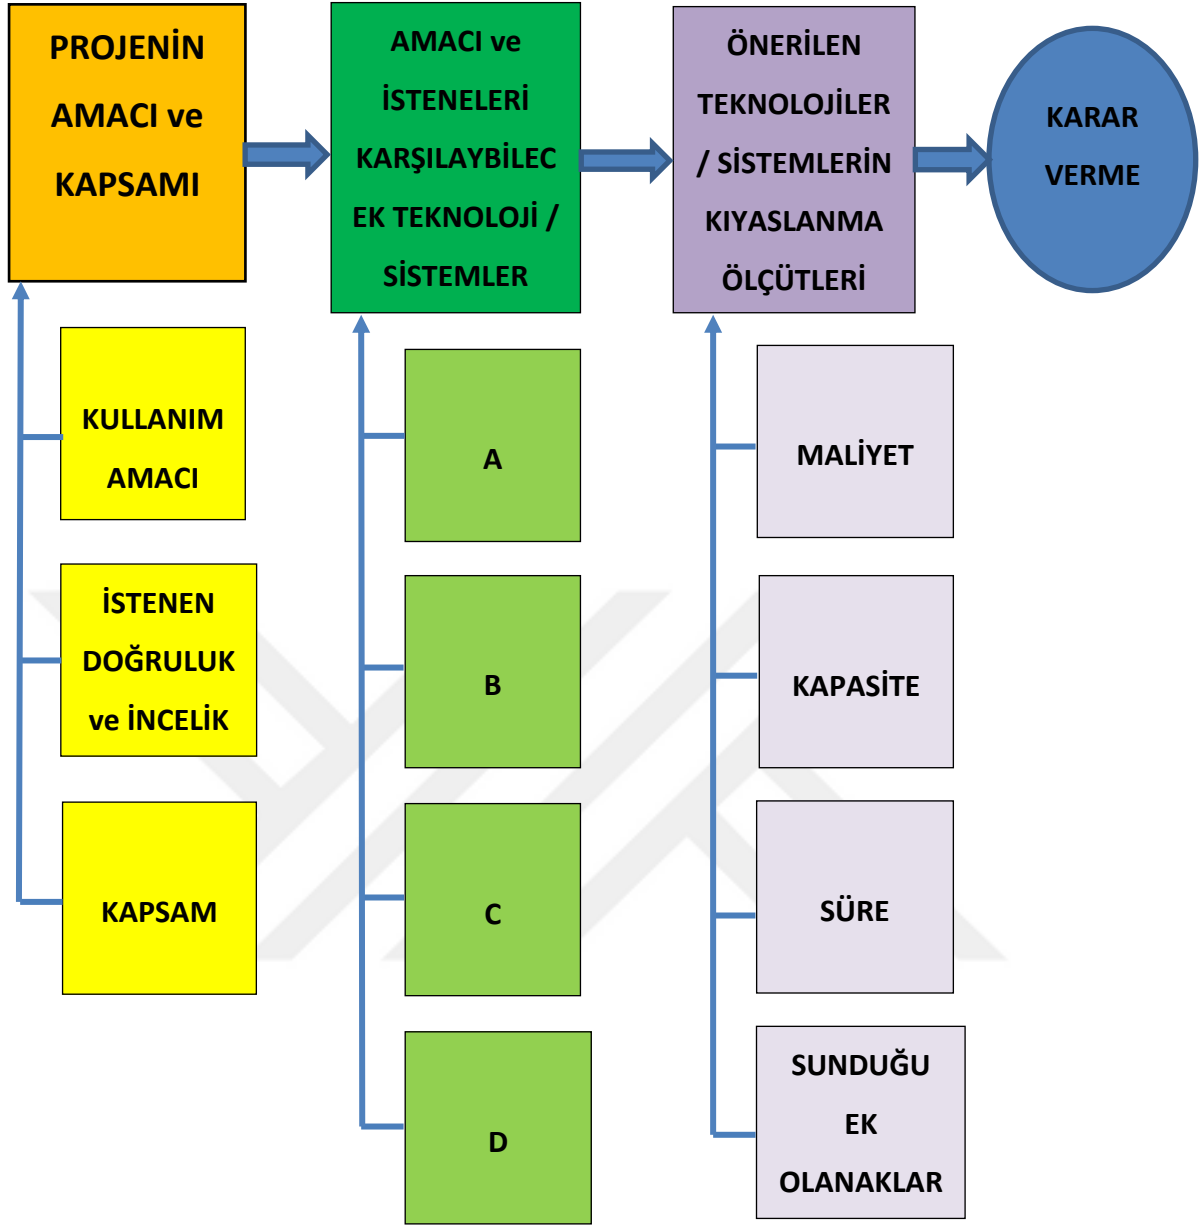 PROJENİN
AMACI ve
KAPSAMI
AMACI ve
İSTENELERİ
KARŞILAYBİLEC
EK TEKNOLOJİ /
SİSTEMLER
ÖNERİLEN
TEKNOLOJİLER
/ SİSTEMLERİN
KIYASLANMA
ÖLÇÜTLERİ
KARAR
VERME
KULLANIM
AMACI
İSTENEN
DOĞRULUK
ve İNCELİK
KAPSAM
A
B
C
D
MALİYET
KAPASİTE
SÜRE
SUNDUĞU
EK
OLANAKLAR